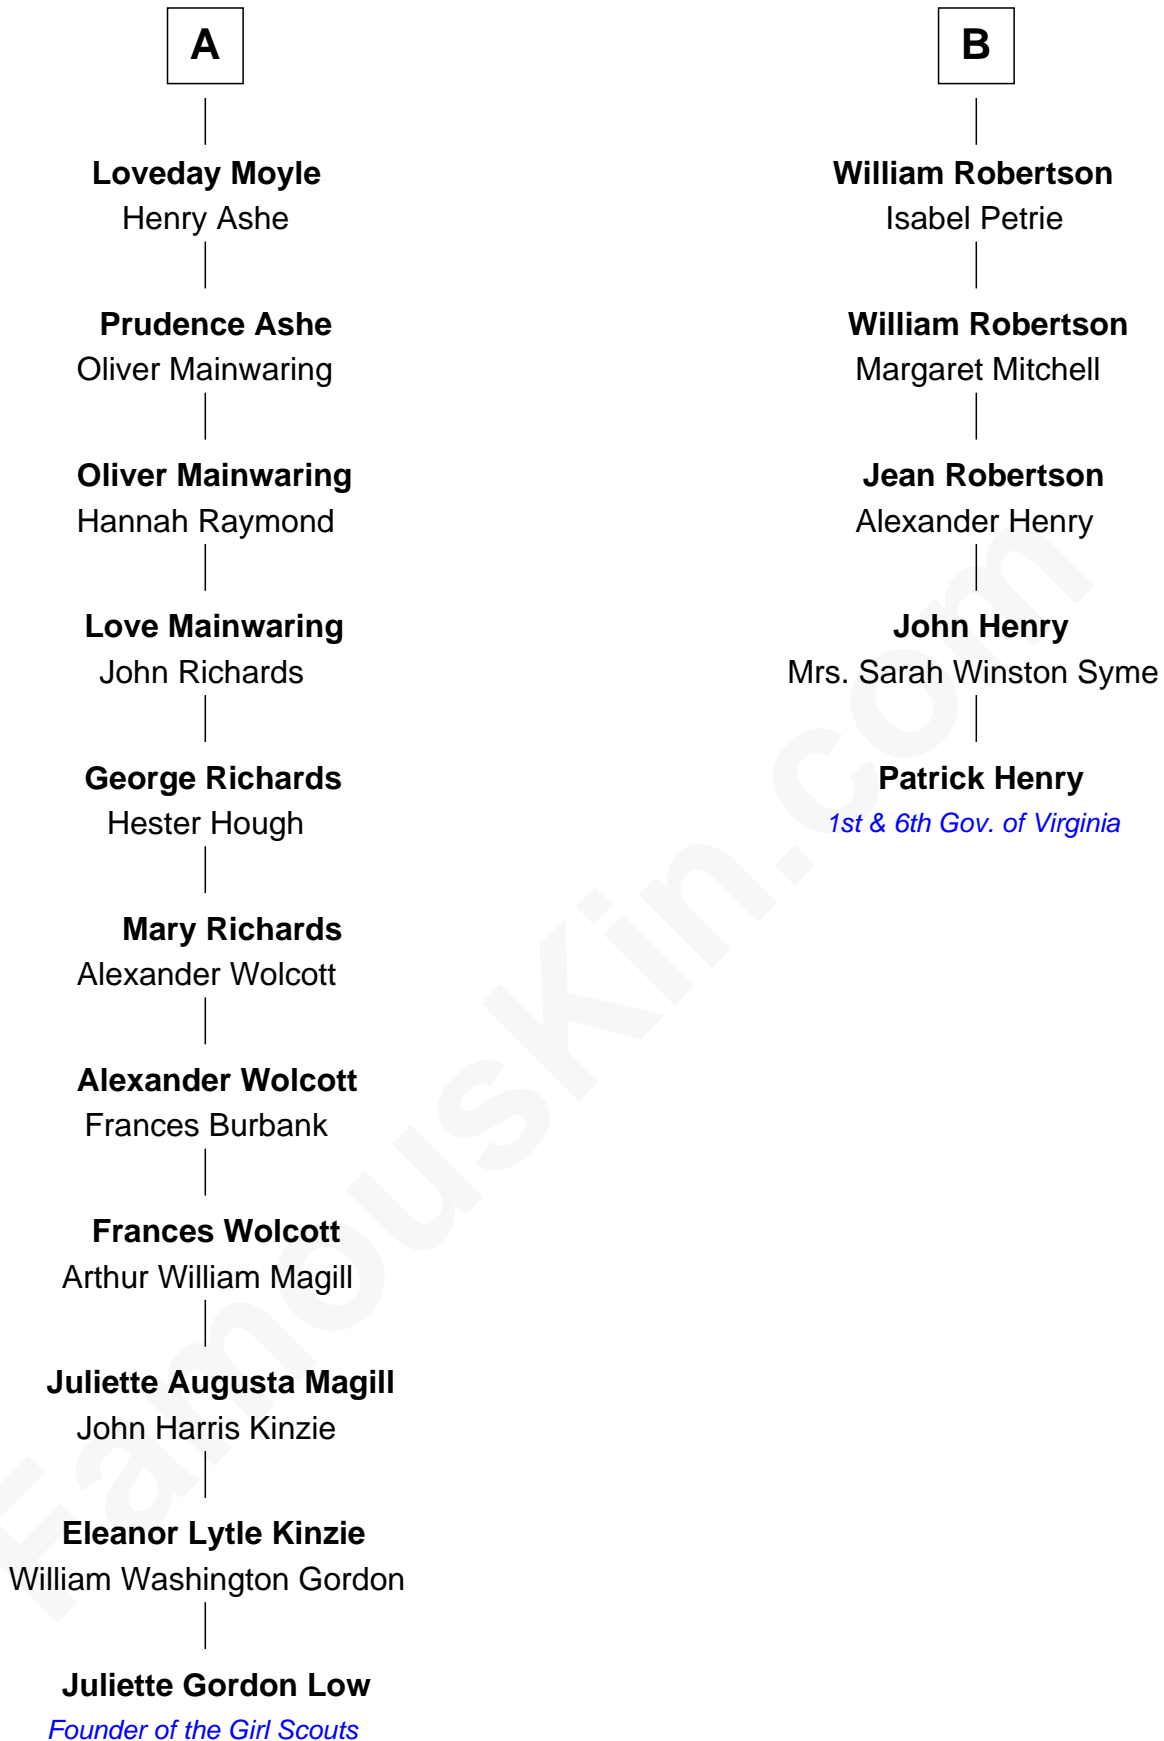 A
Loveday Moyle
Henry Ashe
Prudence Ashe
Oliver Mainwaring
Oliver Mainwaring
Hannah Raymond
Love Mainwaring
John Richards
George Richards
Hester Hough
Mary Richards
Alexander Wolcott
Alexander Wolcott
Frances Burbank
Frances Wolcott
Arthur William Magill
Juliette Augusta Magill
John Harris Kinzie
Eleanor Lytle Kinzie
William Washington Gordon
Juliette Gordon Low
Founder of the Girl Scouts
B
William Robertson
Isabel Petrie
William Robertson
Margaret Mitchell
Jean Robertson
Alexander Henry
John Henry
Mrs. Sarah Winston Syme
Patrick Henry
1st & 6th Gov. of Virginia
FamousKin.com